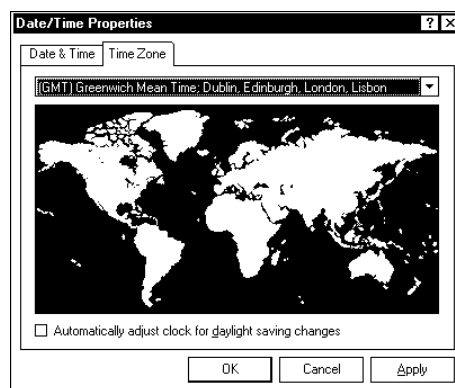 Date/Time Properties
Date & Time Time Zone
(GMT) Greenwich Mean Time; Dublin, Edinburgh, London, Lisbon
Automatically adjust clock for daylight saving changes
OK Cancel Apply